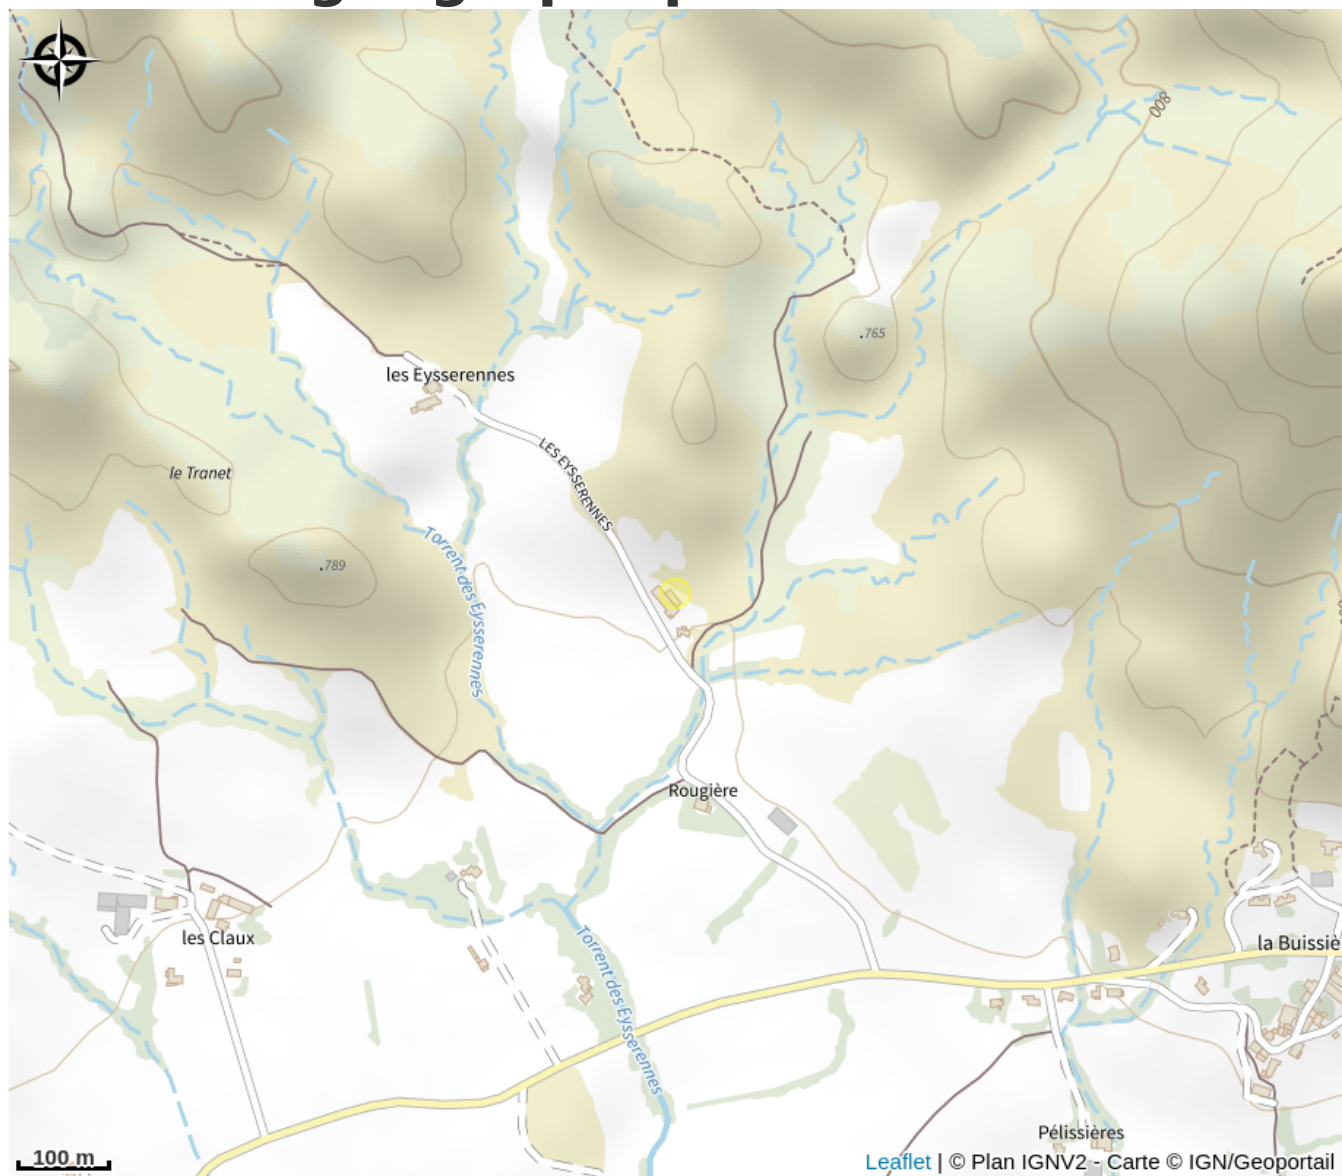 800
.765
les Eysserennes
LES EYSSERENNES
le Tranet
.789
Torrent des Eysserennes
Rougière
les Claux
Torrent des Eysserennes
la Buissiè
Pélissières
100 m
Leaflet | © Plan IGNV2 - Carte © IGN/Geoportail